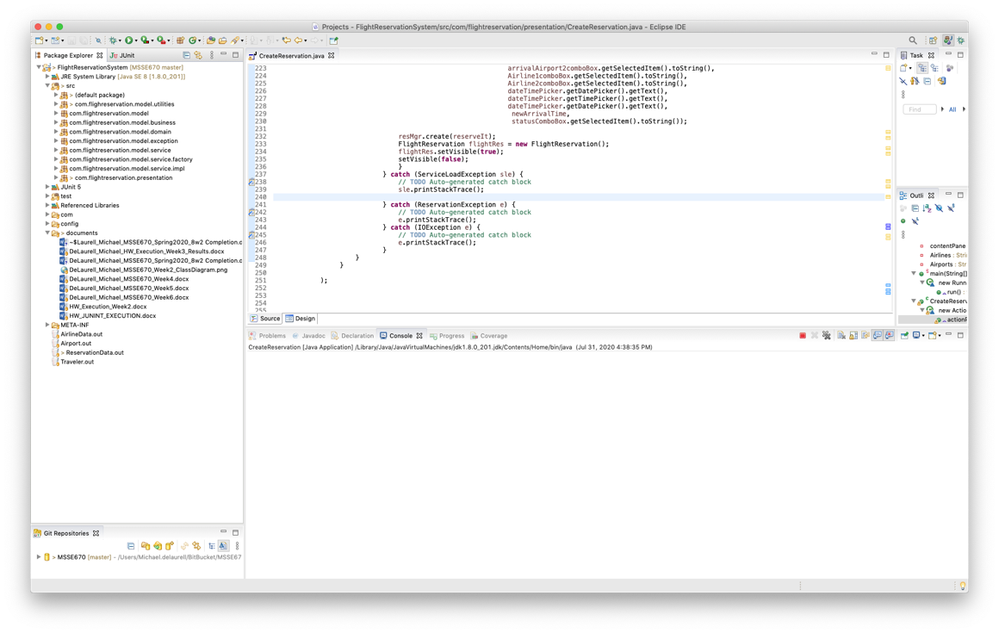 Projects - FlightReservationSystem/src/com/flightreservation/presentation/CreateReservation.java - Eclipse IDE
Package Explorer
JUnit
> FlightReservationSystem [MSSE670 master]
JRE System Library [Java SE 8 [1.8.0_201]]
> src
> (default package)
> com.flighreservation.model.utilities
com.flightreservation.model
com.flightreservation.model.business
com.flightreservation.model.domain
com.flightreservation.model.exception
com.flightreservation.model.service
com.flightreservation.model.service.factory
com.flightreservation.model.service.impl
> com.flightreservation.presentation
JUnit 5
test
Referenced Libraries
com
config
> documents
~$Laurell_Michael_MSSE670_Spring2020_8w2 Completion.d
DeLaurell_Michael_HW_Execution_Week3_Results.docx
DeLaurell_Michael_MSSE670_Spring2020_8w2 Completion.d
DeLaurell_Michael_MSSE670_Week2_ClassDiagram.png
DeLaurell_Michael_MSSE670_Week4.docx
DeLaurell_Michael_MSSE670_Week5.docx
DeLaurell_Michael_MSSE670_Week6.docx
HW_Execution_Week2.docx
HW_JUNINT_EXECUTION.docx
META-INF
AirlineData.out
Airport.out
> ReservationData.out
Traveler.out
Git Repositories
> MSSE670 [master] - /Users/Michael.delaurell/BitBucket/MSSE67
CreateReservation.java
223 arrivalAirport2comboBox.getSelectedItem().toString(),
224 Airline1comboBox.getSelectedItem().toString(),
225 Airline2comboBox.getSelectedItem().toString(),
226 dateTimePicker.getDatePicker().getText(),
227 dateTimePicker.getTimePicker().getText(),
228 dateTimePicker.getDatePicker().getText(),
229 newArrivalTime,
230 statusComboBox.getSelectedItem().toString());
231
232 resMgr.create(reserveIt);
233 FlightReservation flightRes = new FlightReservation();
234 flightRes.setVisible(true);
235 setVisible(false);
236 }
237 } catch (ServiceLoadException sle) {
238 // TODO Auto-generated catch block
239 sle.printStackTrace();
240
241 } catch (ReservationException e) {
242 // TODO Auto-generated catch block
243 e.printStackTrace();
244 } catch (IOException e) {
245 // TODO Auto-generated catch block
246 e.printStackTrace();
247 }
248 }
249 }
250
251 );
252
253
254
255
Source
Design
Problems
Javadoc
Declaration
Console
Progress
Coverage
CreateReservation [Java Application] /Library/Java/JavaVirtualMachines/jdk1.8.0_201.jdk/Contents/Home/bin/java (Jul 31, 2020 4:38:35 PM)
Task
Find
All
Outli
contentPane
Airlines : Strin
Airports : Str
main(String[]
new Runn
run() :
CreateReser
new Actio
actionP